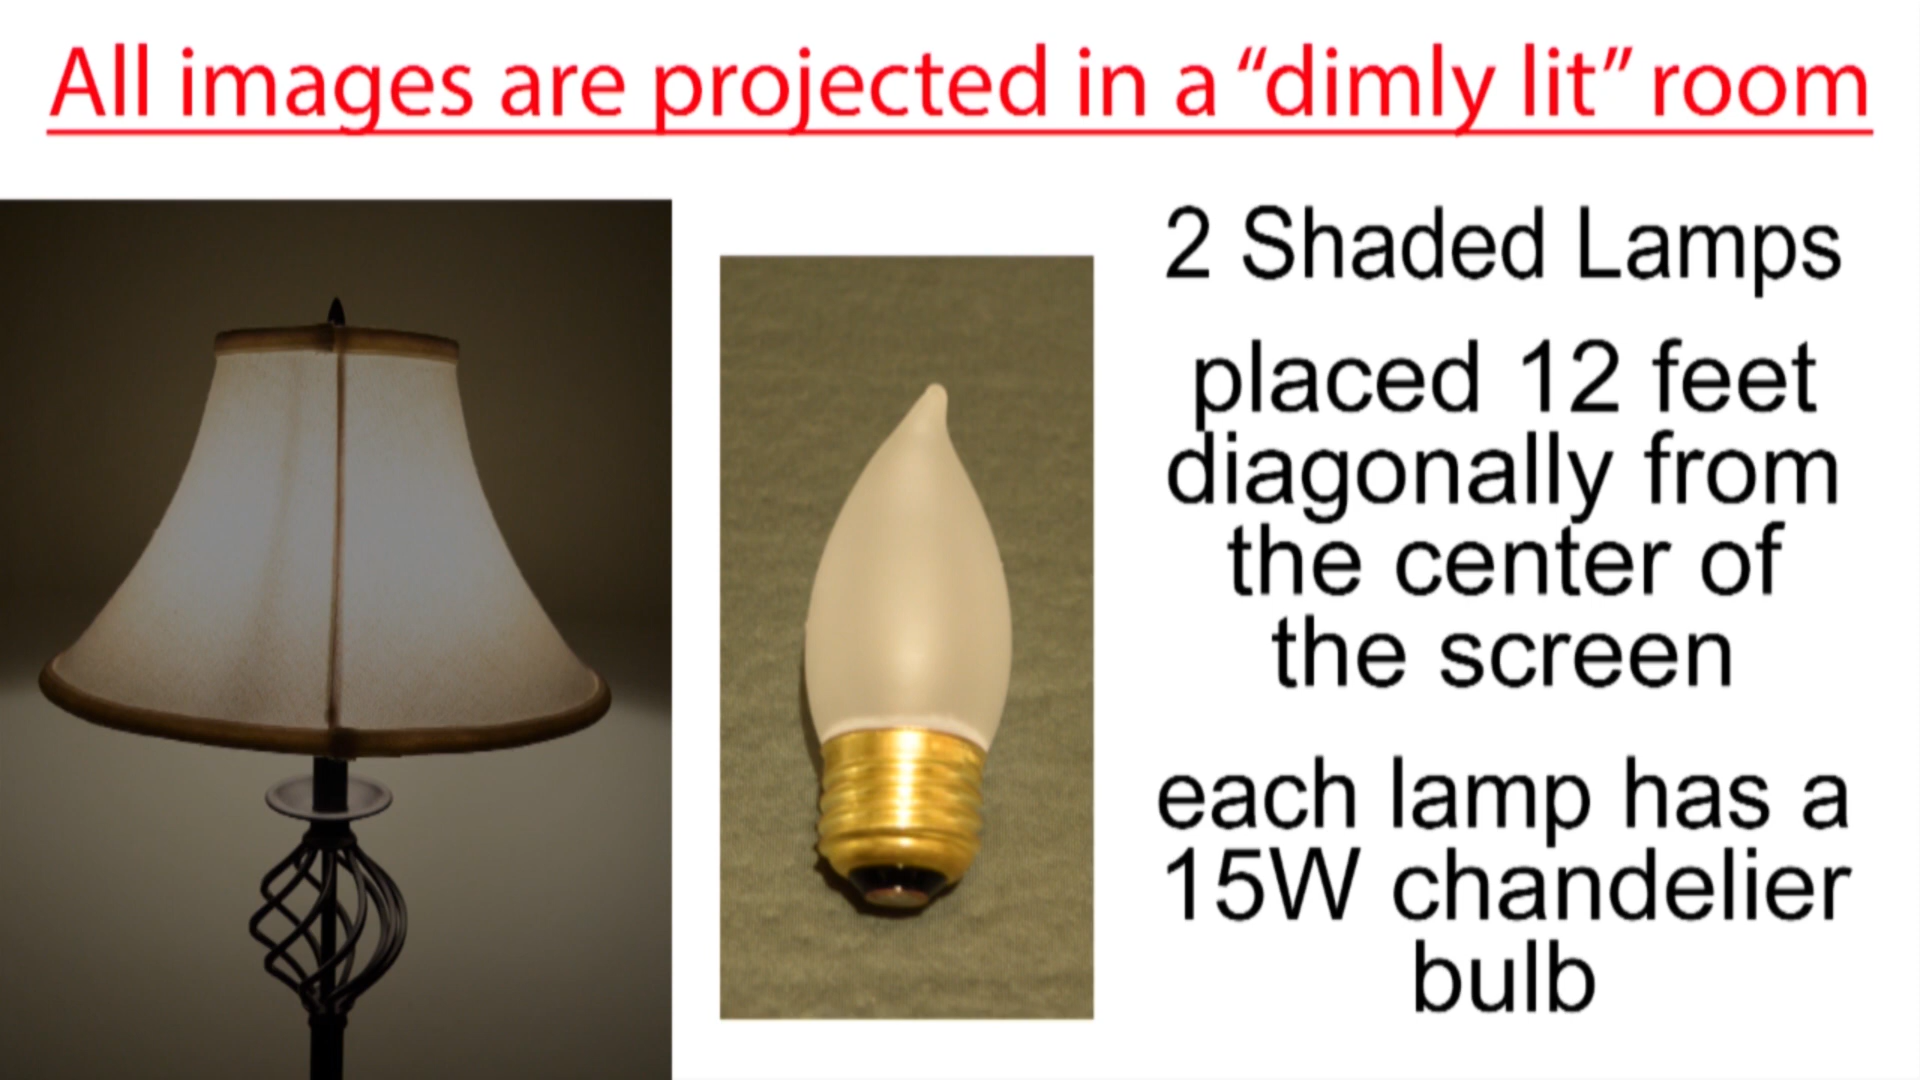 All images are projected in a “dimly lit” room
2 Shaded Lamps
placed 12 feet
diagonally from
the center of
the screen
each lamp has a
15W chandelier
bulb